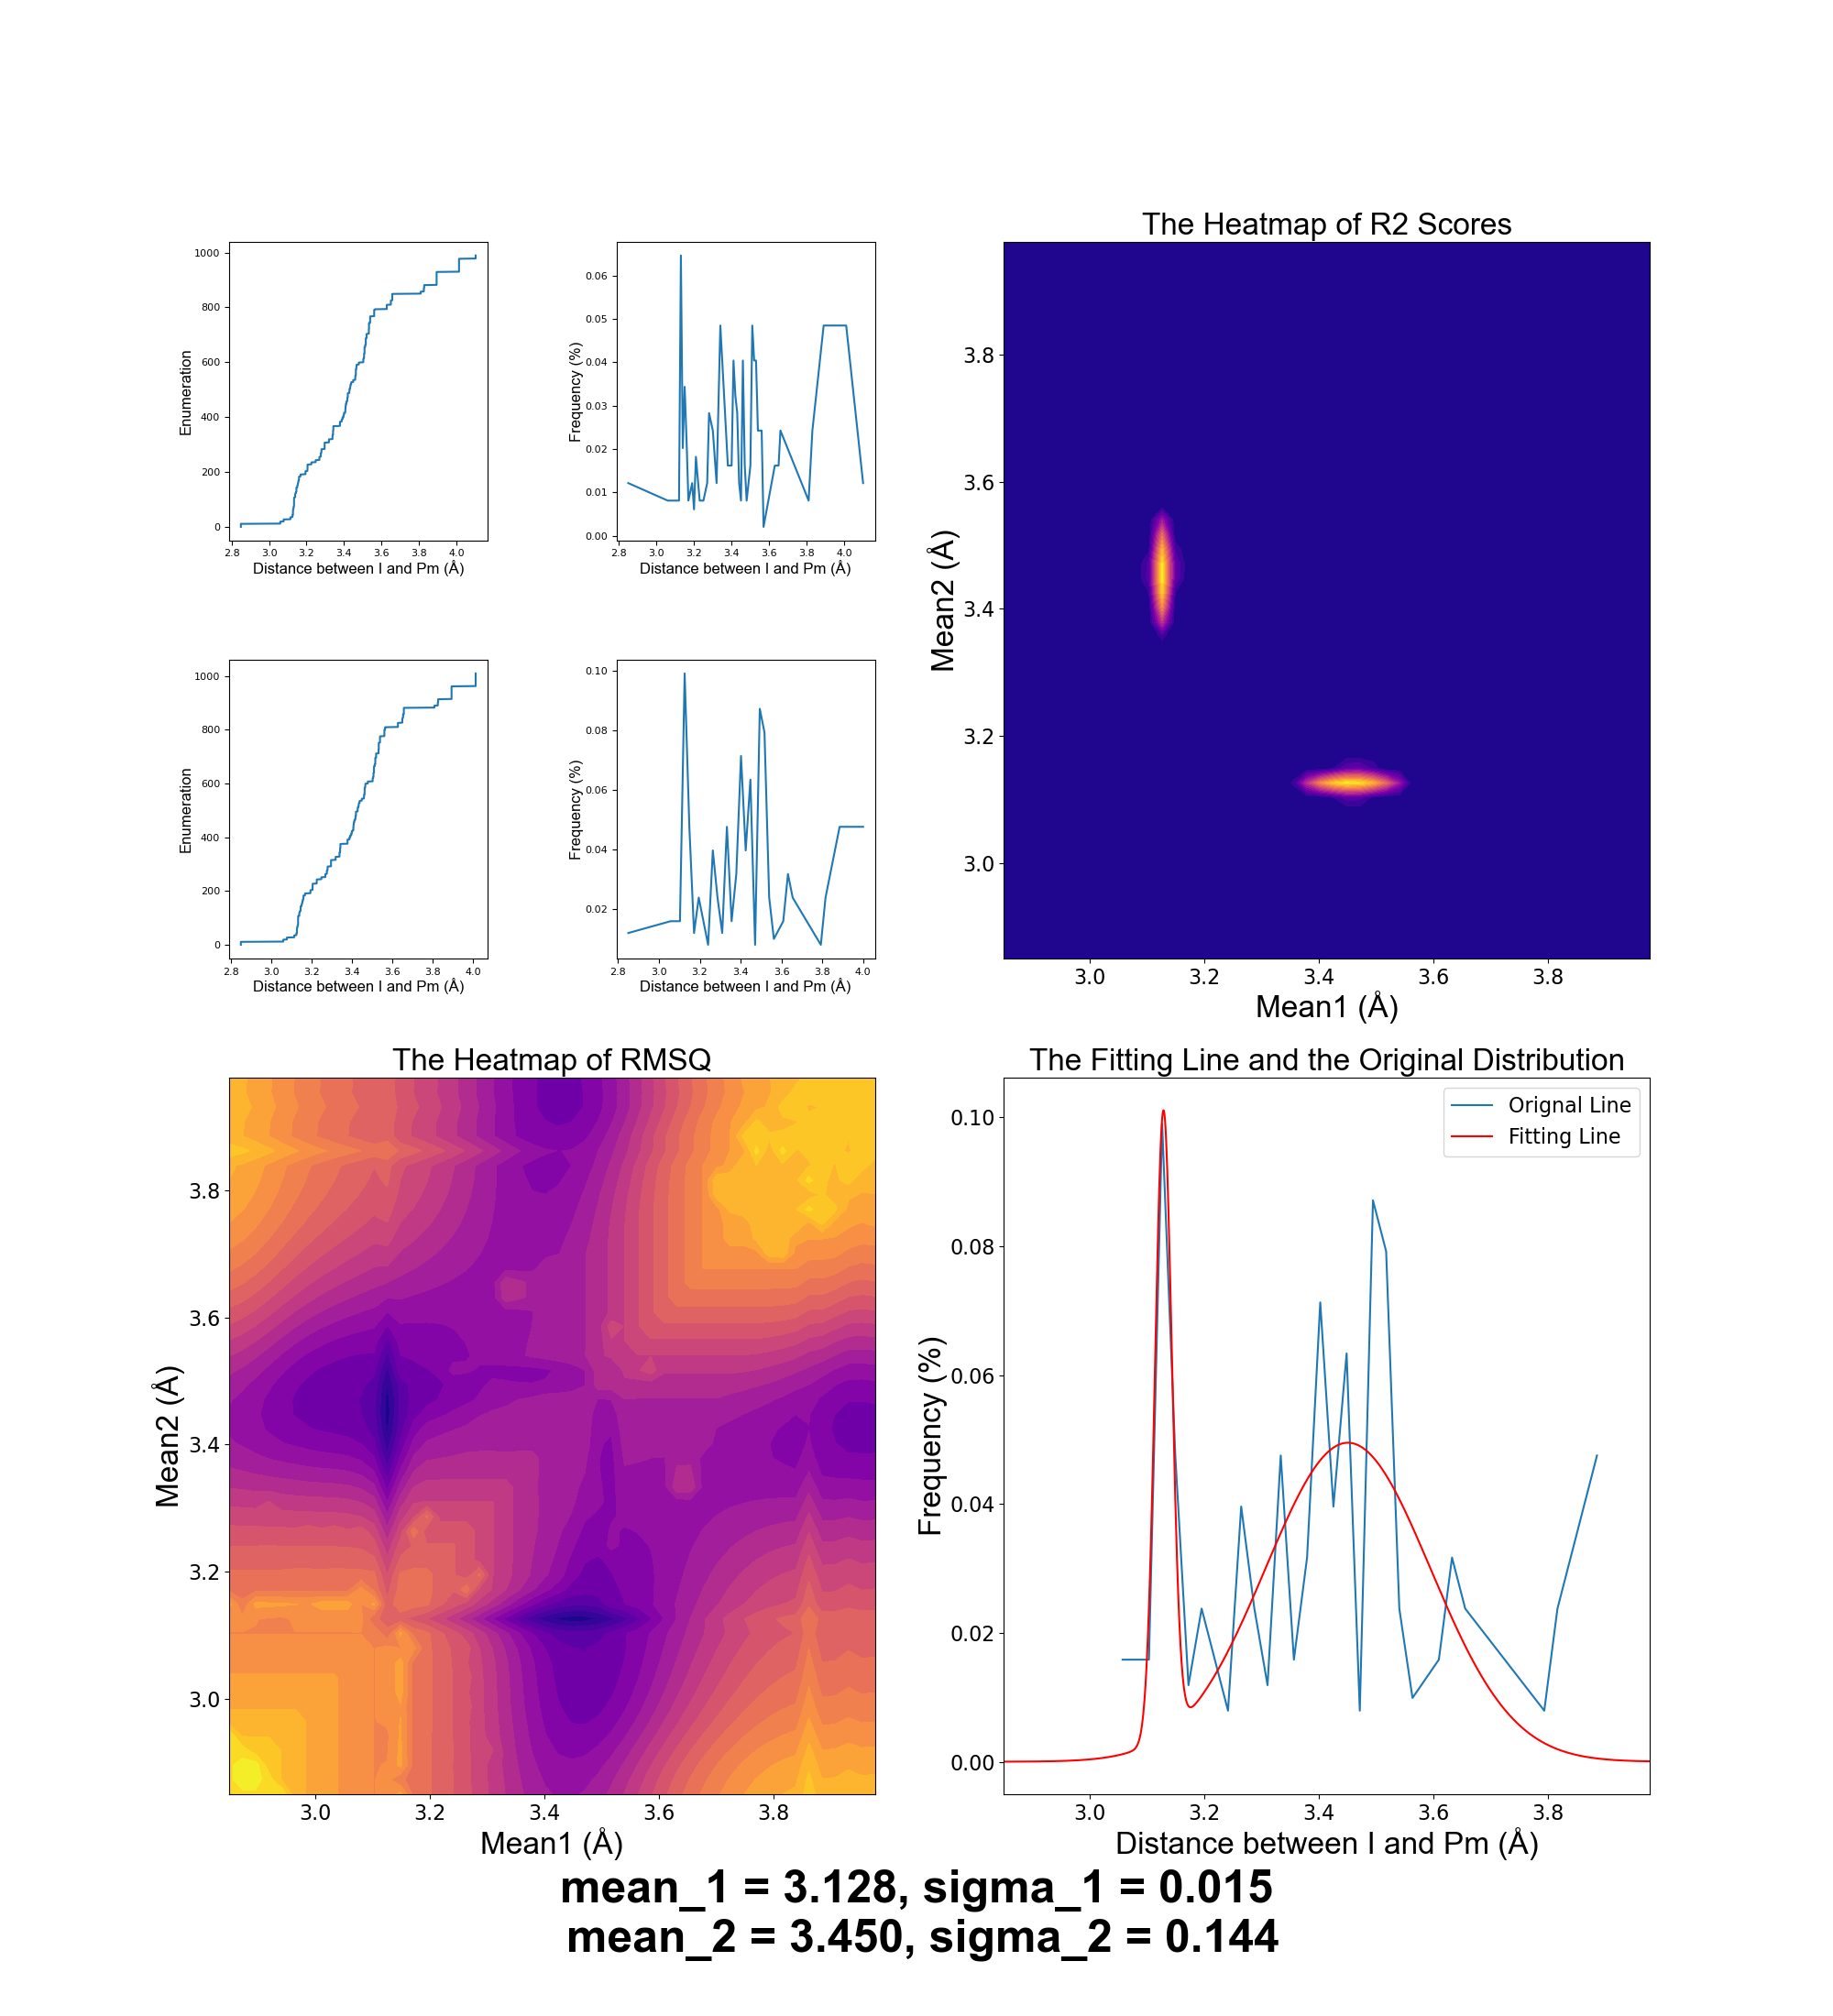 1000
800
600
400
200
0
2.8 3.0 3.2 3.4 3.6 3.8 4.0
Enumeration
Distance between I and Pm (Å)
0.06
0.05
0.04
0.03
0.02
0.01
0.00
2.8 3.0 3.2 3.4 3.6 3.8 4.0
Frequency (%)
Distance between I and Pm (Å)
The Heatmap of R2 Scores
3.8
3.6
3.4
3.2
3.0
3.0 3.2 3.4 3.6 3.8
Mean2 (Å)
Mean1 (Å)
1000
800
600
400
200
0
2.8 3.0 3.2 3.4 3.6 3.8 4.0
Enumeration
Distance between I and Pm (Å)
0.10
0.08
0.06
0.04
0.02
2.8 3.0 3.2 3.4 3.6 3.8 4.0
Frequency (%)
Distance between I and Pm (Å)
The Heatmap of RMSQ
3.8
3.6
3.4
3.2
3.0
3.0 3.2 3.4 3.6 3.8
Mean2 (Å)
Mean1 (Å)
The Fitting Line and the Original Distribution
Orignal Line
Fitting Line
0.10
0.08
0.06
0.04
0.02
0.00
3.0 3.2 3.4 3.6 3.8
Frequency (%)
Distance between I and Pm (Å)
mean_1 = 3.128, sigma_1 = 0.015
mean_2 = 3.450, sigma_2 = 0.144